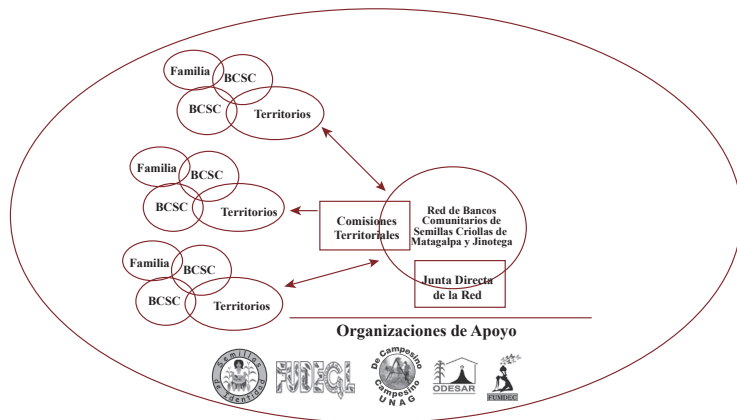 Familia
BCSC
BCSC
Territorios
Familia
BCSC
BCSC
Territorios
Comisiones
Territoriales
Red de Bancos
Comunitarios de
Semillas Criollas de
Matagalpa y Jinotega
Familia
BCSC
BCSC
Territorios
Junta Directa
de la Red
Organizaciones de Apoyo
Semillas
de Identidad
FUDEGL
De Campesino
a Campesino
UNAG
ODESAR
FUMDEC